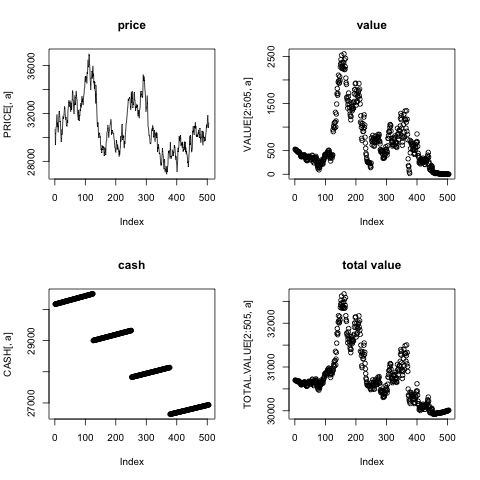 price
PRICE[, a]
28000 32000 36000
0 100 200 300 400 500
Index
value
VALUE[2:505, a]
0 500 1500 2500
0 100 200 300 400 500
Index
cash
CASH[, a]
27000 29000
0 100 200 300 400 500
Index
total value
TOTAL.VALUE[2:505, a]
30000 31000 32000
0 100 200 300 400 500
Index